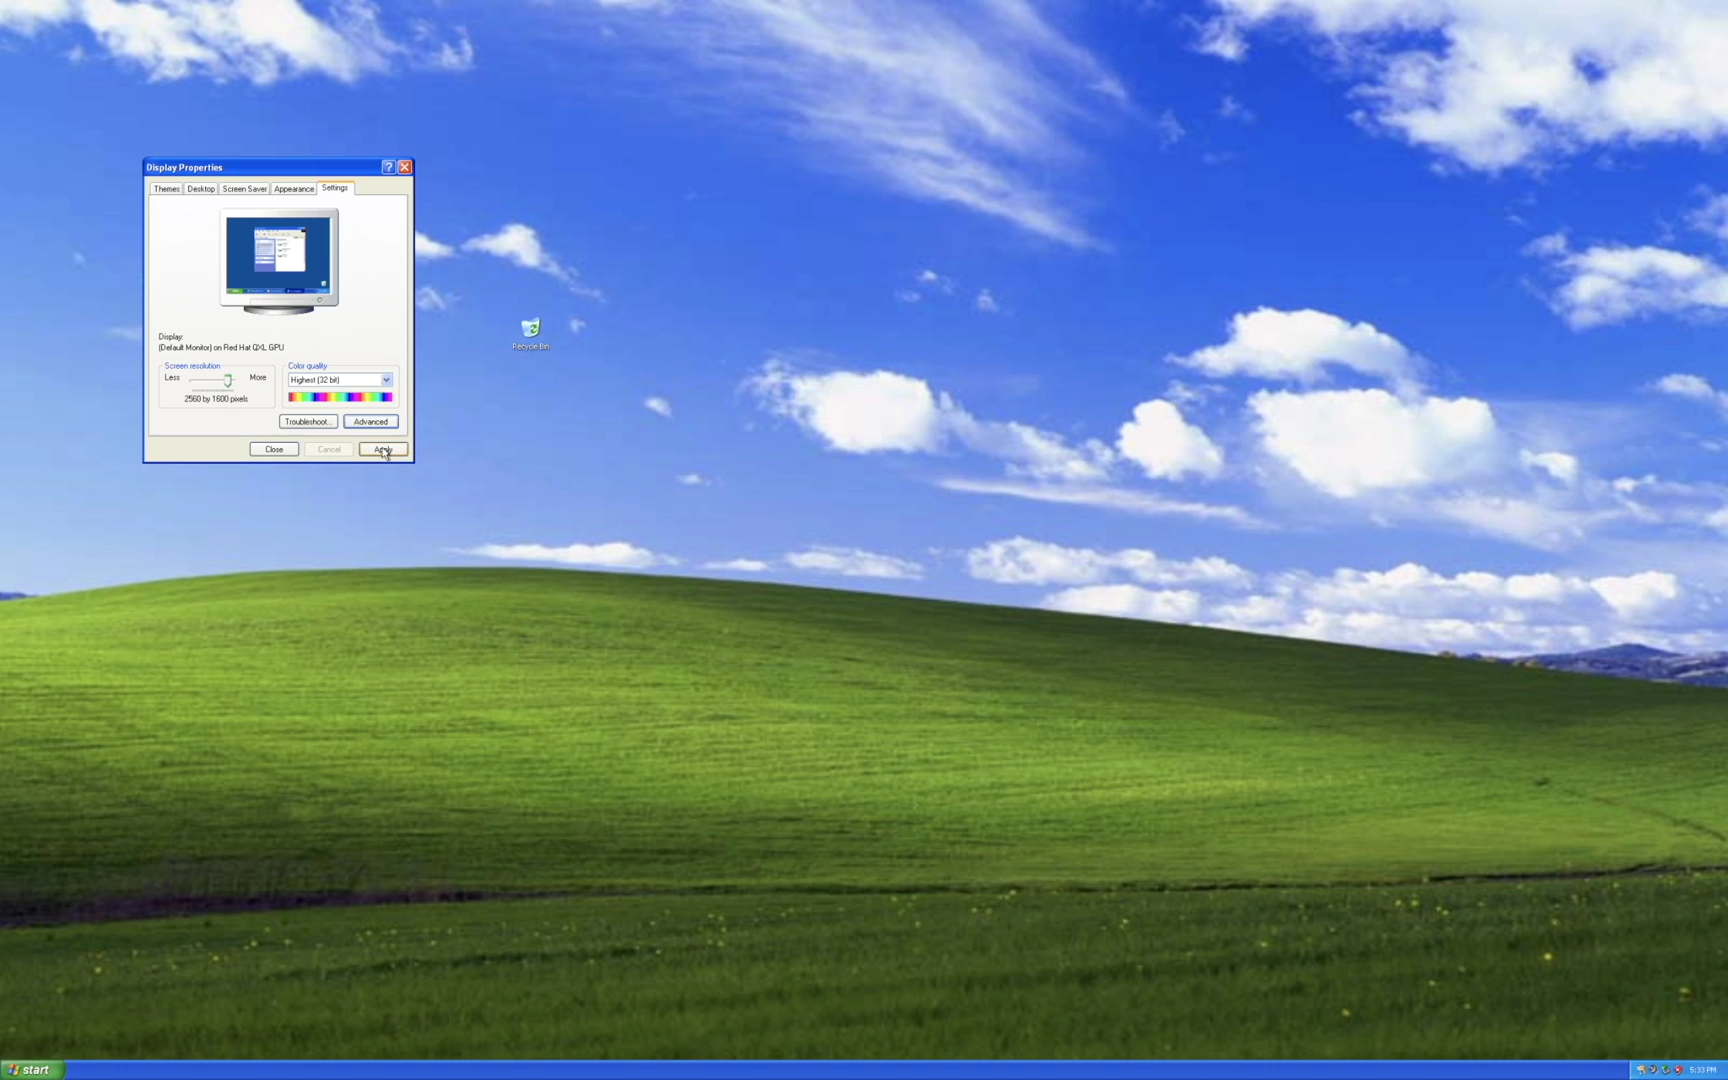 Display Properties
Themes Desktop Screen Saver Appearance Settings
Display:
(Default Monitor) on Red Hat QXL GPU
Screen resolution
Less More
2560 by 1600 pixels
Color quality
Highest (32 bit)
Troubleshoot... Advanced
Close Cancel Apply
Recycle Bin
start
5:33 PM